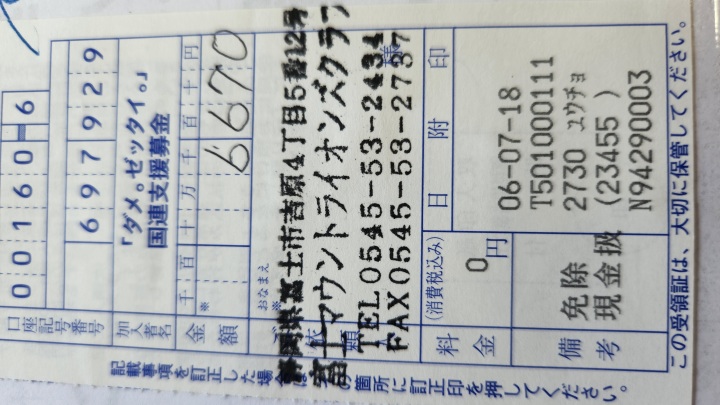 口座記号番号
00160=6
697929
加入者名
「ダメ。ゼッタイ。」
国連支援募金
金額
千百十万千百十円
※
6670
おなまえ
※
静岡県富士市吉原4丁目5番12号
富士マウントライオンズクラブ
TEL0545-53-2434
FAX0545-53-2737
様
料金
(消費税込み)
0円
備考
免除
現金扱
日附印
06-07-18
T501000111
2730 ユウチョ
(23455 )
N94290003
記載事項を訂正した場合は、その箇所に訂正印を押してください。
この受領証は、大切に保管してください。